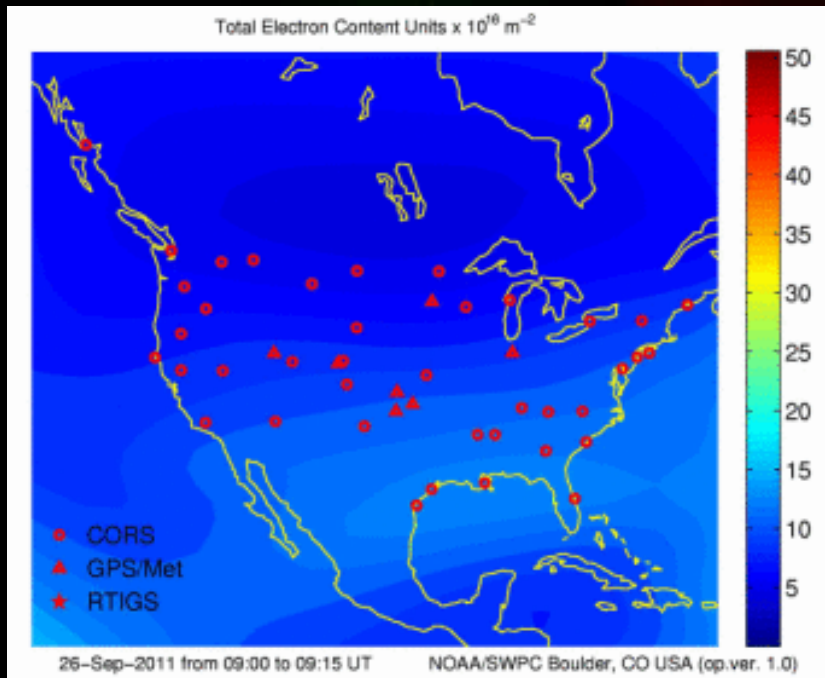 Total Electron Content Units x 10^16 m^-2
50
45
40
35
30
25
20
15
10
5
CORS
GPS/Met
RTIGS
26-Sep-2011 from 09:00 to 09:15 UT
NOAA/SWPC Boulder, CO USA (op.ver. 1.0)